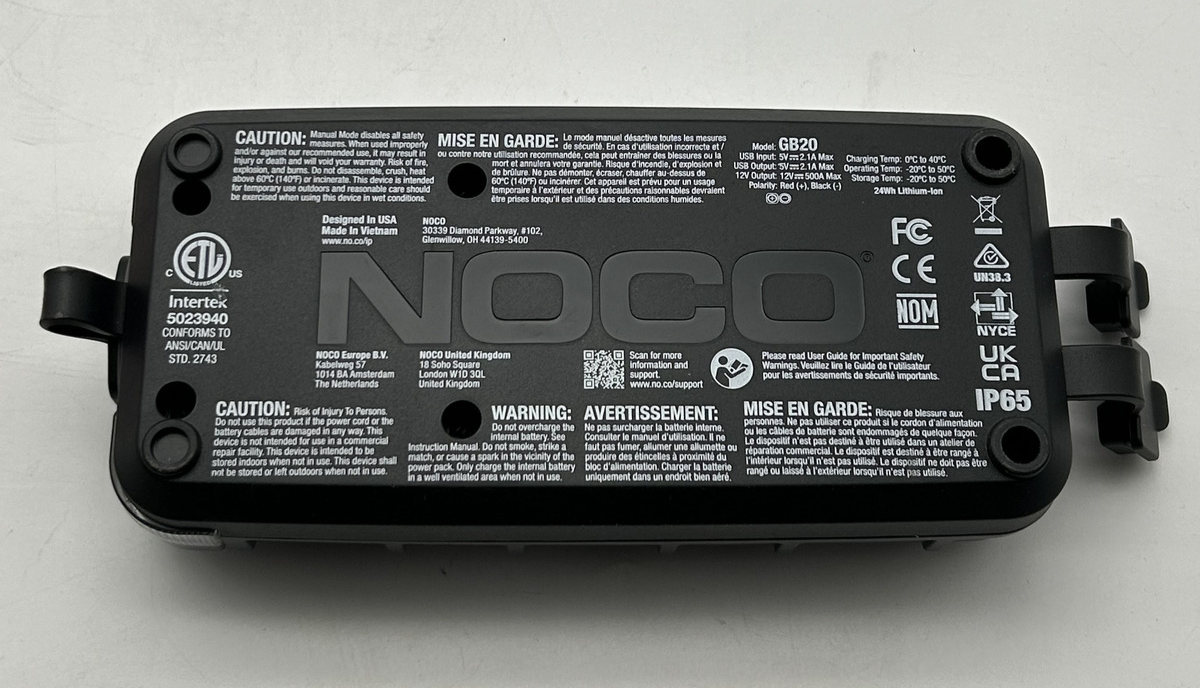 CAUTION: Manual Mode disables all safety
measures. When used improperly
and/or against our recommended use, it may result in
injury or death and will void your warranty. Risk of fire,
explosion, and burns. Do not disassemble, crush, heat
above 60°C (140°F) or incinerate. This device is intended
for temporary use outdoors and reasonable care should
be exercised when using this device in wet conditions.
MISE EN GARDE: Le mode manuel désactive toutes les mesures
de sécurité. En cas d'utilisation incorrecte et /
ou contre notre utilisation recommandée, cela peut entraîner des blessures ou la
mort et annulera votre garantie. Risque d'incendie, d'explosion et
de brûlure. Ne pas démonter, écraser, chauffer au-dessus de
60°C (140°F) ou incinérer. Cet appareil est prévu pour un usage
temporaire à l'extérieur et des précautions raisonnables devraient
être prises lorsqu'il est utilisé dans des conditions humides.
Model: GB20
USB Input: 5V⎓2.1A Max
USB Output: 5V⎓2.1A Max
12V Output: 12V⎓500A Max
Polarity: Red (+), Black (-)
Charging Temp: 0°C to 40°C
Operating Temp: -20°C to 50°C
Storage Temp: -20°C to 50°C
24Wh Lithium-Ion
Designed In USA
Made In Vietnam
www.no.co/ip
NOCO
30339 Diamond Parkway, #102,
Glenwillow, OH 44139-5400
C ETL US
LISTED
Intertek
5023940
CONFORMS TO
ANSI/CAN/UL
STD. 2743
NOCO®
FC
CE
NOM
UN38.3
NYCE
UK
CA
IP65
NOCO Europe B.V.
Kabelweg 57
1014 BA Amsterdam
The Netherlands
NOCO United Kingdom
18 Soho Square
London W1D 3QL
United Kingdom
Scan for more
information and
support.
www.no.co/support
Please read User Guide for Important Safety
Warnings. Veuillez lire le Guide de l'utilisateur
pour les avertissements de sécurité importants.
CAUTION: Risk of Injury To Persons.
Do not use this product if the power cord or the
battery cables are damaged in any way. This
device is not intended for use in a commercial
repair facility. This device is intended to be
stored indoors when not in use. This device shall
not be stored or left outdoors when not in use.
WARNING:
Do not overcharge the
internal battery. See
Instruction Manual. Do not smoke, strike a
match, or cause a spark in the vicinity of the
power pack. Only charge the internal battery
in a well ventilated area when not in use.
AVERTISSEMENT:
Ne pas surcharger la batterie interne.
Consulter le manuel d'utilisation. Il ne
faut pas fumer, allumer une allumette ou
produire des étincelles à proximité du
bloc d'alimentation. Charger la batterie
uniquement dans un endroit bien aéré.
MISE EN GARDE: Risque de blessure aux
personnes. Ne pas utiliser ce produit si le cordon d'alimentation
ou les câbles de batterie sont endommagés de quelque façon.
Le dispositif n'est pas destiné à être utilisé dans un atelier de
réparation commercial. Le dispositif est destiné à être rangé à
l'intérieur lorsqu'il n'est pas utilisé. Le dispositif ne doit pas être
rangé ou laissé à l'extérieur lorsqu'il n'est pas utilisé.